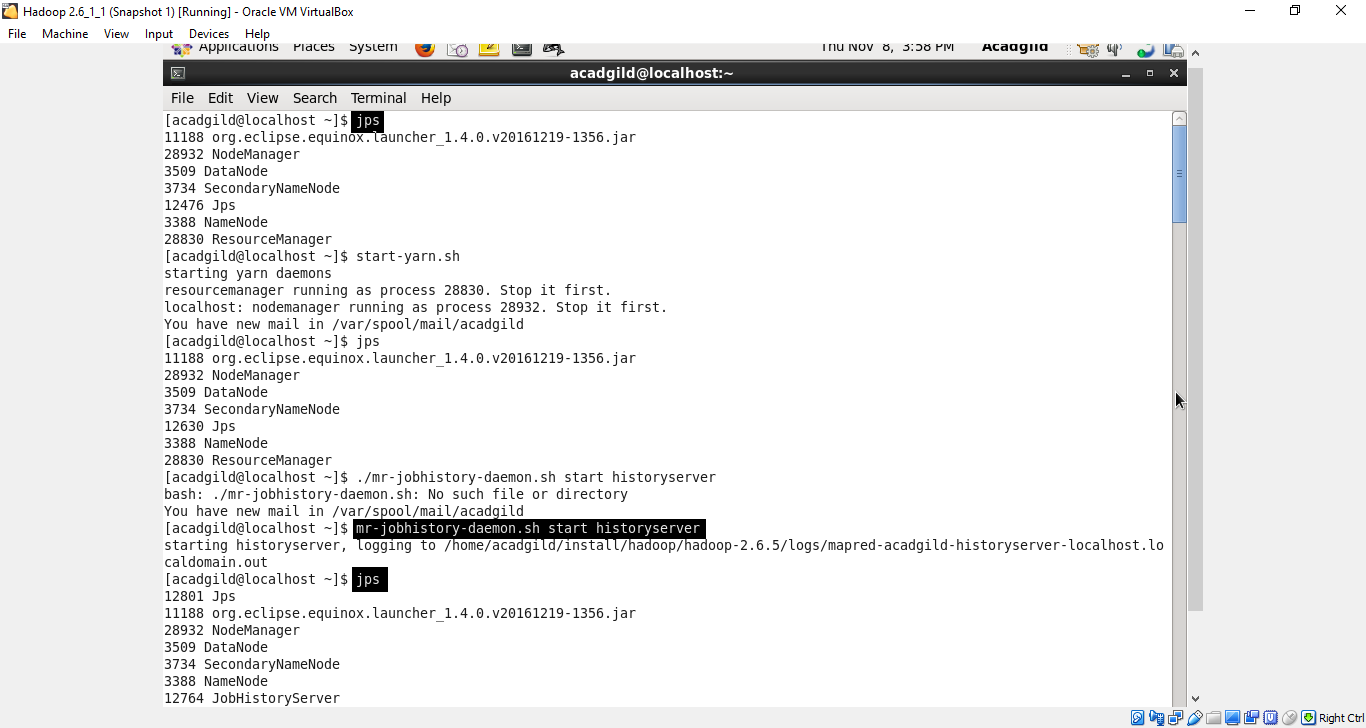 Hadoop 2.6_1_1 (Snapshot 1) [Running] - Oracle VM VirtualBox
File Machine View Input Devices Help
Applications Places System Thu Nov 8, 3:58 PM Acadgild
acadgild@localhost:~
File Edit View Search Terminal Help
[acadgild@localhost ~]$ jps
11188 org.eclipse.equinox.launcher_1.4.0.v20161219-1356.jar
28932 NodeManager
3509 DataNode
3734 SecondaryNameNode
12476 Jps
3388 NameNode
28830 ResourceManager
[acadgild@localhost ~]$ start-yarn.sh
starting yarn daemons
resourcemanager running as process 28830. Stop it first.
localhost: nodemanager running as process 28932. Stop it first.
You have new mail in /var/spool/mail/acadgild
[acadgild@localhost ~]$ jps
11188 org.eclipse.equinox.launcher_1.4.0.v20161219-1356.jar
28932 NodeManager
3509 DataNode
3734 SecondaryNameNode
12630 Jps
3388 NameNode
28830 ResourceManager
[acadgild@localhost ~]$ ./mr-jobhistory-daemon.sh start historyserver
bash: ./mr-jobhistory-daemon.sh: No such file or directory
You have new mail in /var/spool/mail/acadgild
[acadgild@localhost ~]$ mr-jobhistory-daemon.sh start historyserver
starting historyserver, logging to /home/acadgild/install/hadoop/hadoop-2.6.5/logs/mapred-acadgild-historyserver-localhost.lo
caldomain.out
[acadgild@localhost ~]$ jps
12801 Jps
11188 org.eclipse.equinox.launcher_1.4.0.v20161219-1356.jar
28932 NodeManager
3509 DataNode
3734 SecondaryNameNode
3388 NameNode
12764 JobHistoryServer
Right Ctrl